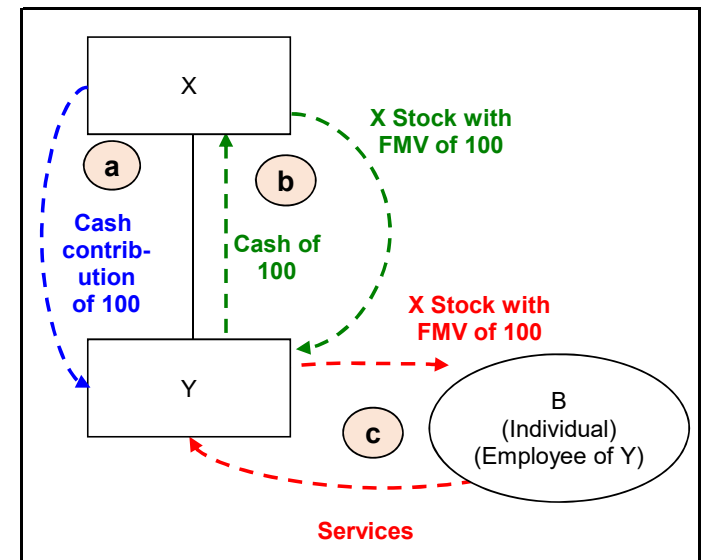 X
X Stock with
FMV of 100
a
b
Cash
contrib-
ution
of 100
Cash of
100
X Stock with
FMV of 100
Y
B
(Individual)
(Employee of Y)
c
Services